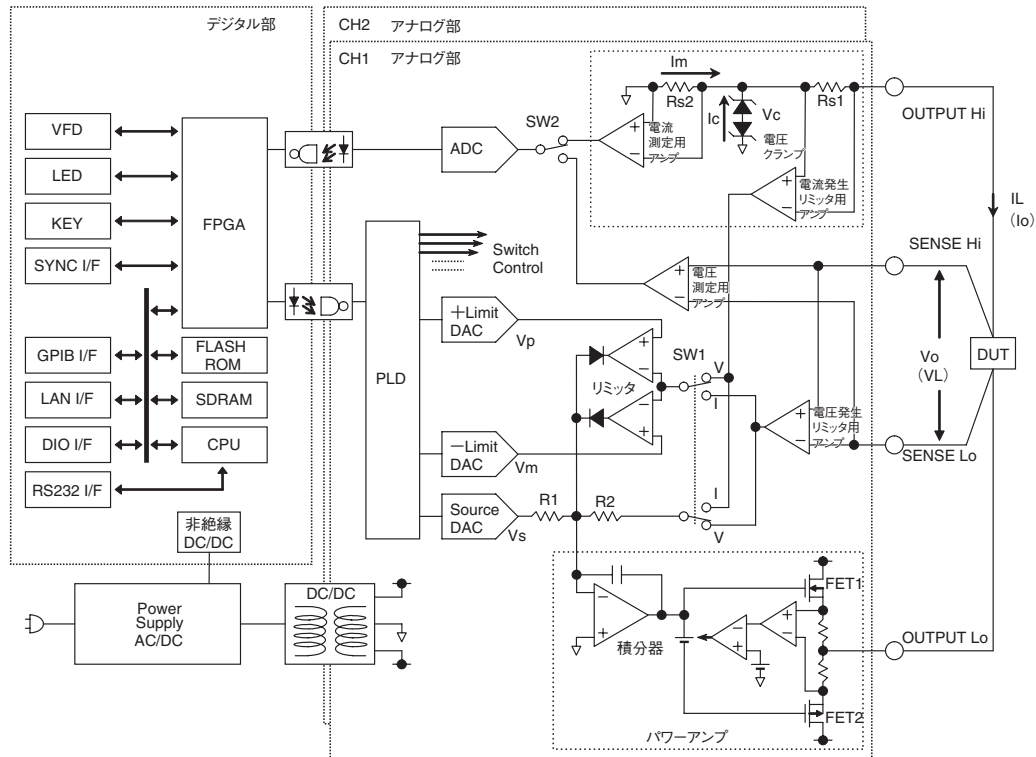 デジタル部
CH2 アナログ部
CH1 アナログ部
VFD
LED
KEY
SYNC I/F
GPIB I/F
LAN I/F
DIO I/F
RS232 I/F
FPGA
FLASH
ROM
SDRAM
CPU
非絶縁
DC/DC
Power
Supply
AC/DC
DC/DC
ADC
SW2
PLD
Switch
Control
+Limit
DAC
Vp
−Limit
DAC
Vm
Source
DAC
Vs
R1
R2
リミッタ
SW1
V
I
I
V
Im
Rs2
Ic
Vc
Rs1
電流
測定用
アンプ
電圧
クランプ
電流発生
リミッタ用
アンプ
電圧
測定用
アンプ
電圧発生
リミッタ用
アンプ
OUTPUT Hi
IL
(Io)
SENSE Hi
Vo
(VL)
DUT
SENSE Lo
OUTPUT Lo
FET1
FET2
積分器
パワーアンプ